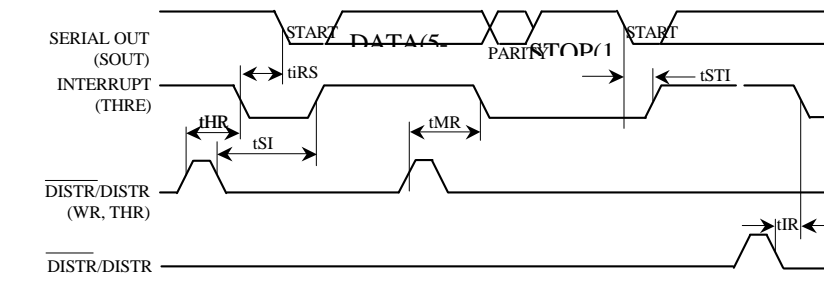 SERIAL OUT
(SOUT)
START
DATA(5-
PARITY
STOP(1
START
INTERRUPT
(THRE)
tiRS
tSTI
tHR
tSI
tMR
DISTR/DISTR
(WR, THR)
tIR
DISTR/DISTR